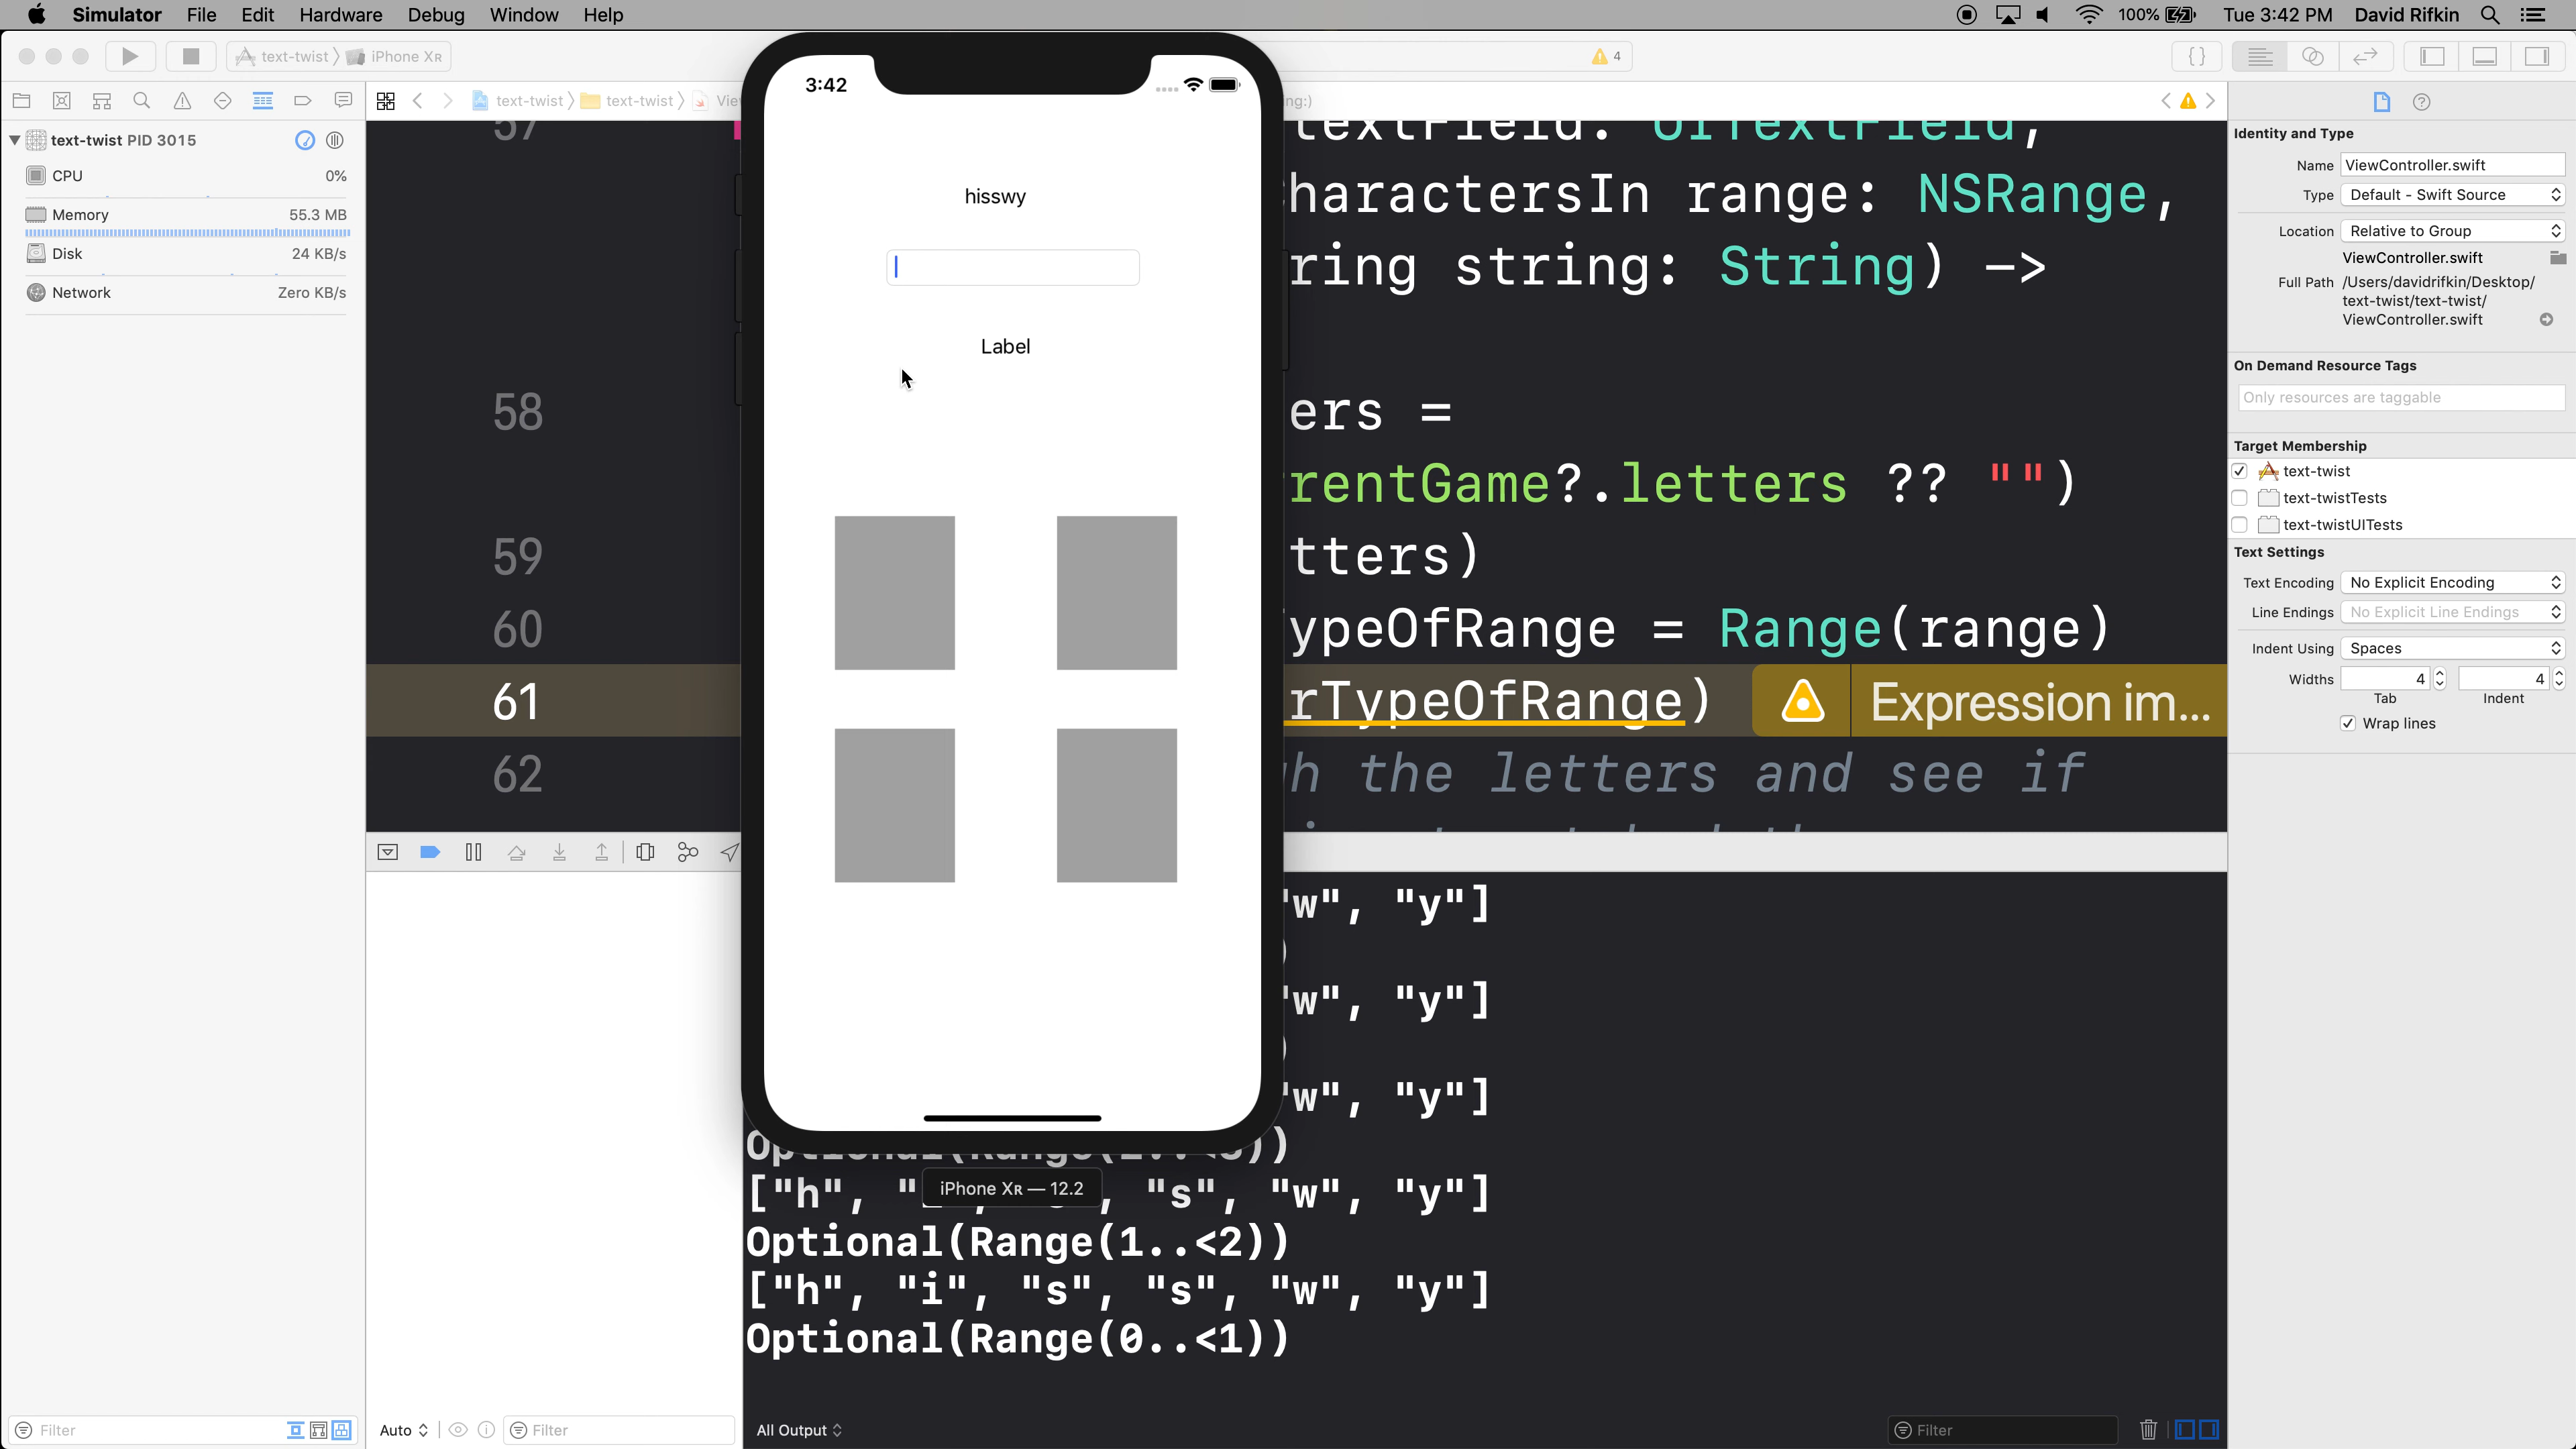 Simulator File Edit Hardware Debug Window Help 100% Tue 3:42 PM David Rifkin
text-twist iPhone XR 4
text-twist text-twist
text-twist PID 3015
CPU 0%
Memory 55.3 MB
Disk 24 KB/s
Network Zero KB/s
Filter
57
58
59
60
61
62
textField: UITextField,
haractersIn range: NSRange,
ring string: String) ->
ers =
rentGame?.letters ?? "")
tters)
ypeOfRange = Range(range)
rTypeOfRange) Expression im...
h the letters and see if
3:42
hisswy
Label
iPhone XR — 12.2
"w", "y"]
)
"w", "y"]
)
"w", "y"]
["h", "s", "w", "y"]
Optional(Range(1..<2))
["h", "i", "s", "s", "w", "y"]
Optional(Range(0..<1))
Auto Filter
All Output Filter
Identity and Type
Name ViewController.swift
Type Default - Swift Source
Location Relative to Group
ViewController.swift
Full Path /Users/davidrifkin/Desktop/
text-twist/text-twist/
ViewController.swift
On Demand Resource Tags
Only resources are taggable
Target Membership
text-twist
text-twistTests
text-twistUITests
Text Settings
Text Encoding No Explicit Encoding
Line Endings No Explicit Line Endings
Indent Using Spaces
Widths 4 4
Tab Indent
Wrap lines